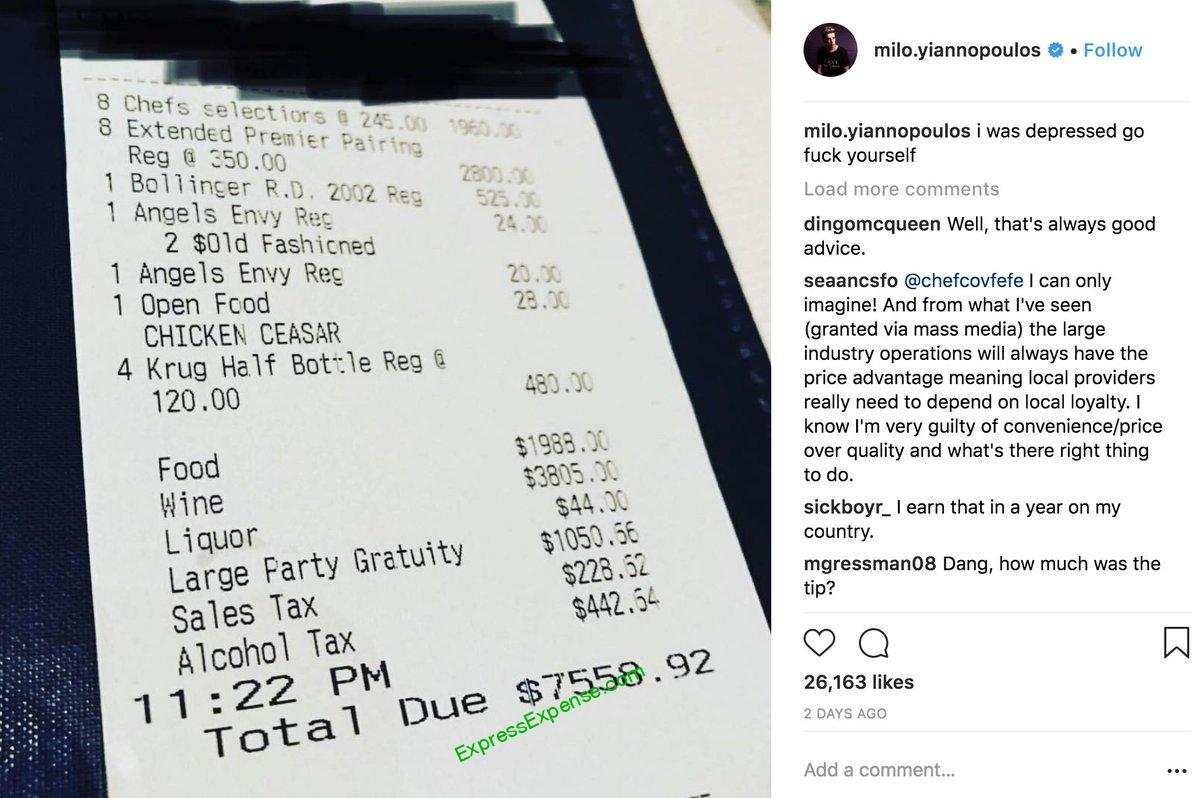 8 Chefs selections @ 245.00 1960.00
8 Extended Premier Pairing
Reg @ 350.00 2800.00
1 Bollinger R.D. 2002 Reg 525.00
1 Angels Envy Reg 24.00
2 $Old Fashioned
1 Angels Envy Reg 20.00
1 Open Food 28.00
CHICKEN CEASAR
4 Krug Half Bottle Reg @
120.00 480.00
Food $1988.00
Wine $3805.00
Liquor $44.00
Large Party Gratuity $1050.66
Sales Tax $228.62
Alcohol Tax $442.64
11:22 PM
Total Due $7558.92
ExpressExpense.com
milo.yiannopoulos • Follow
milo.yiannopoulos i was depressed go
fuck yourself
Load more comments
dingomcqueen Well, that's always good
advice.
seaancsfo @chefcovfefe I can only
imagine! And from what I've seen
(granted via mass media) the large
industry operations will always have the
price advantage meaning local providers
really need to depend on local loyalty. I
know I'm very guilty of convenience/price
over quality and what's there right thing
to do.
sickboyr_ I earn that in a year on my
country.
mgressman08 Dang, how much was the
tip?
26,163 likes
2 DAYS AGO
Add a comment...